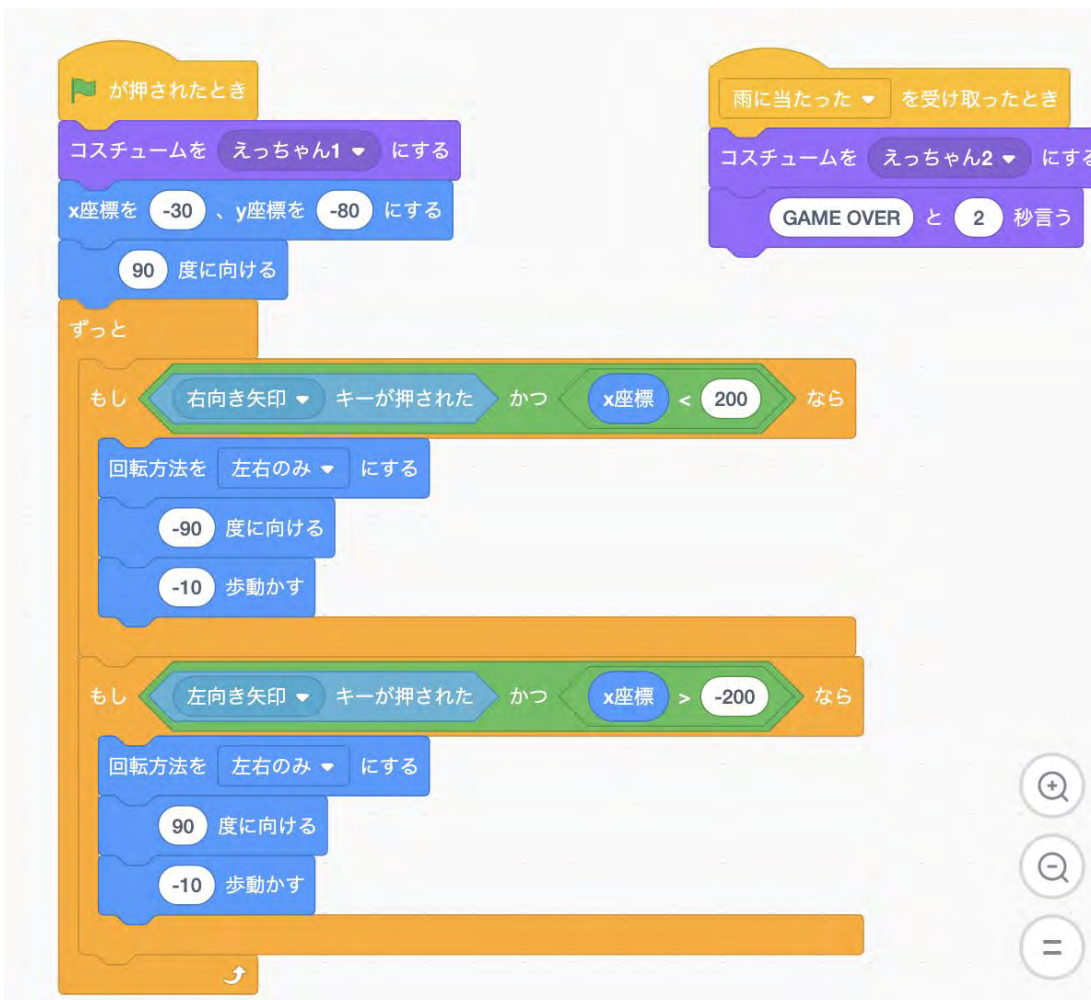 が押されたとき
コスチュームを えっちゃん1 にする
x座標を -30 、y座標を -80 にする
90 度に向ける
ずっと
もし 右向き矢印 キーが押された かつ x座標 < 200 なら
回転方法を 左右のみ にする
-90 度に向ける
-10 歩動かす
もし 左向き矢印 キーが押された かつ x座標 > -200 なら
回転方法を 左右のみ にする
90 度に向ける
-10 歩動かす
雨に当たった を受け取ったとき
コスチュームを えっちゃん2 にする
GAME OVER と 2 秒言う